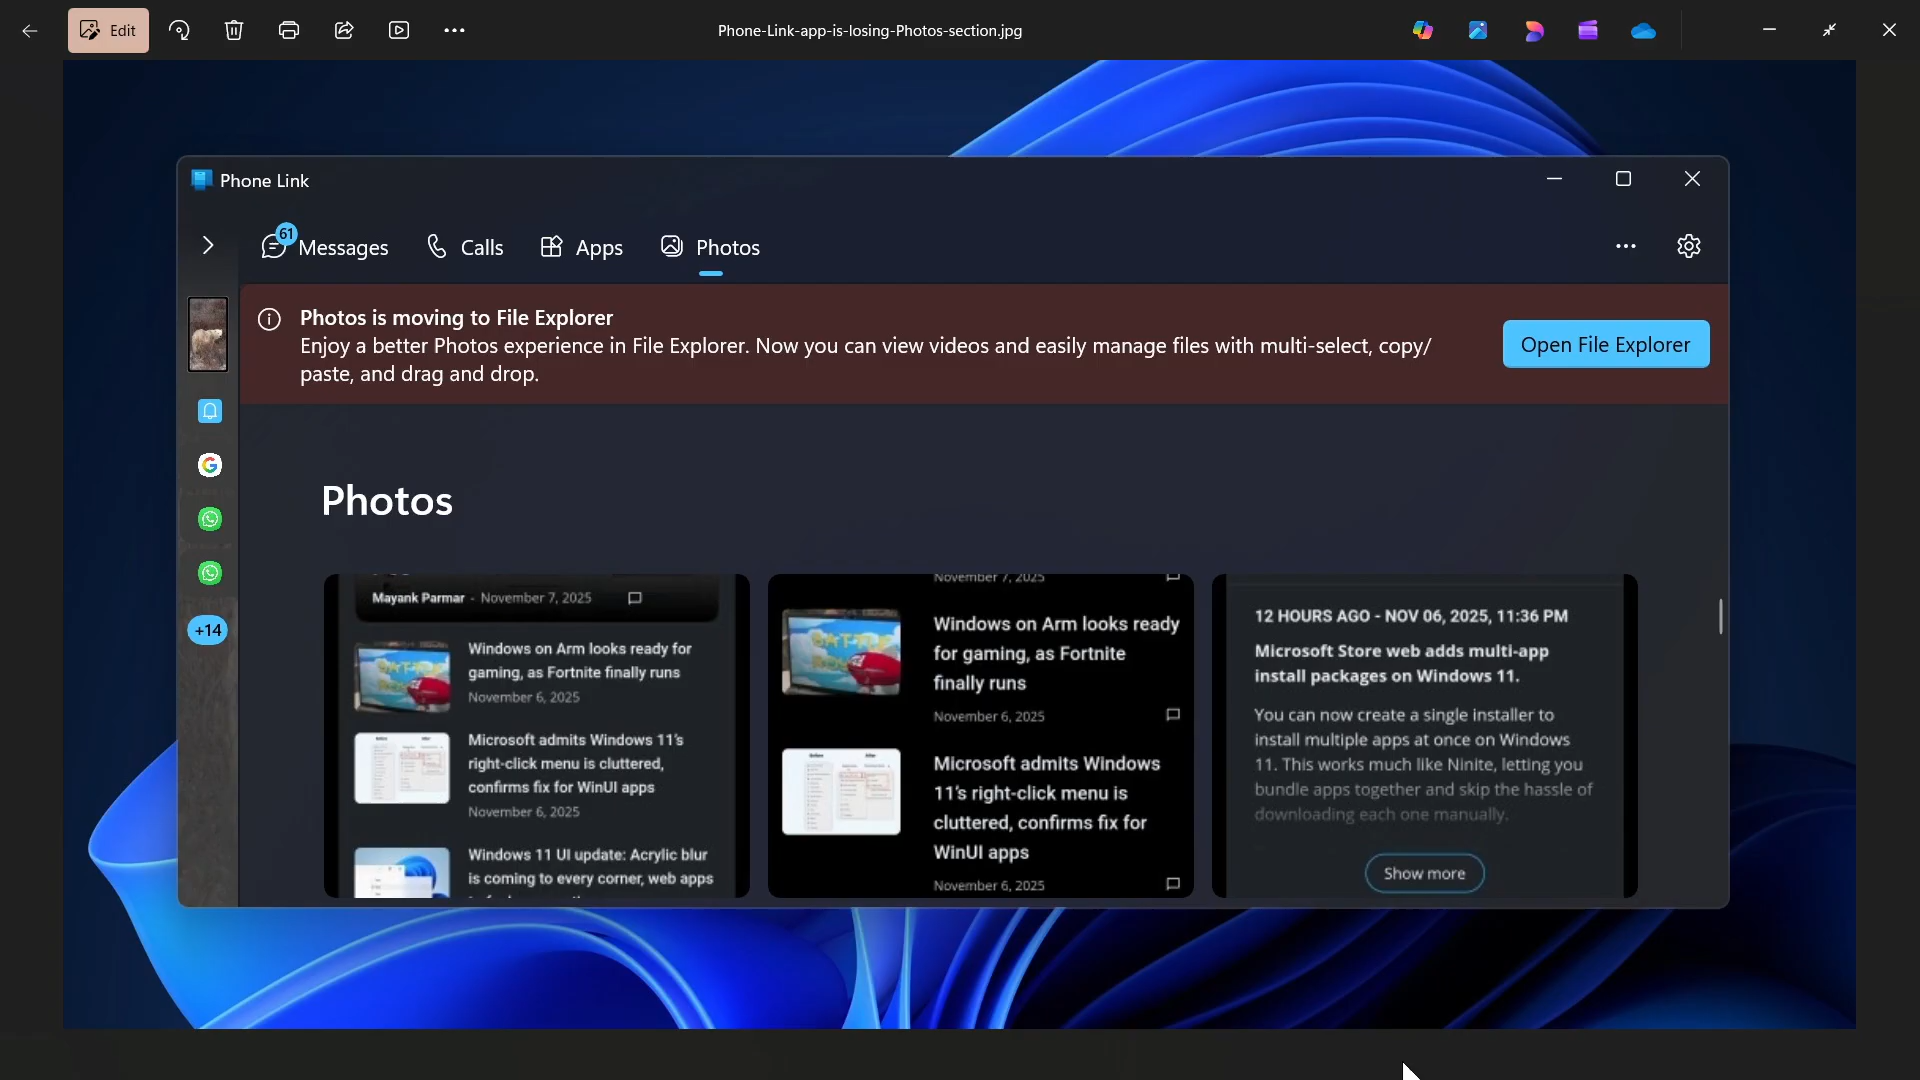 Edit
Phone-Link-app-is-losing-Photos-section.jpg
Phone Link
61
Messages
Calls
Apps
Photos
Photos is moving to File Explorer
Enjoy a better Photos experience in File Explorer. Now you can view videos and easily manage files with multi-select, copy/
paste, and drag and drop.
Open File Explorer
+14
Photos
Mayank Parmar - November 7, 2025
Windows on Arm looks ready
for gaming, as Fortnite finally runs
November 6, 2025
Microsoft admits Windows 11's
right-click menu is cluttered,
confirms fix for WinUI apps
November 6, 2025
Windows 11 UI update: Acrylic blur
is coming to every corner, web apps
November 7, 2025
Windows on Arm looks ready
for gaming, as Fortnite
finally runs
November 6, 2025
Microsoft admits Windows
11's right-click menu is
cluttered, confirms fix for
WinUI apps
November 6, 2025
12 HOURS AGO - NOV 06, 2025, 11:36 PM
Microsoft Store web adds multi-app
install packages on Windows 11.
You can now create a single installer to
install multiple apps at once on Windows
11. This works much like Ninite, letting you
bundle apps together and skip the hassle of
downloading each one manually.
Show more